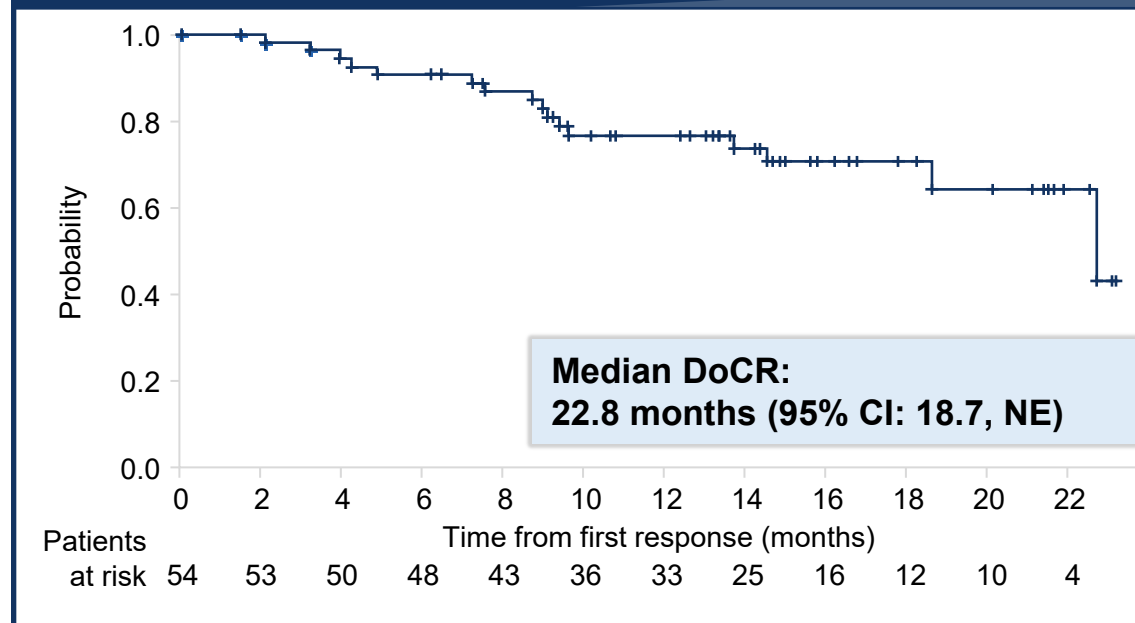 1.0
0.8
0.6
0.4
0.2
0.0
Probability
Median DoCR:
22.8 months (95% CI: 18.7, NE)
0 2 4 6 8 10 12 14 16 18 20 22
Time from first response (months)
Patients
at risk 54 53 50 48 43 36 33 25 16 12 10 4